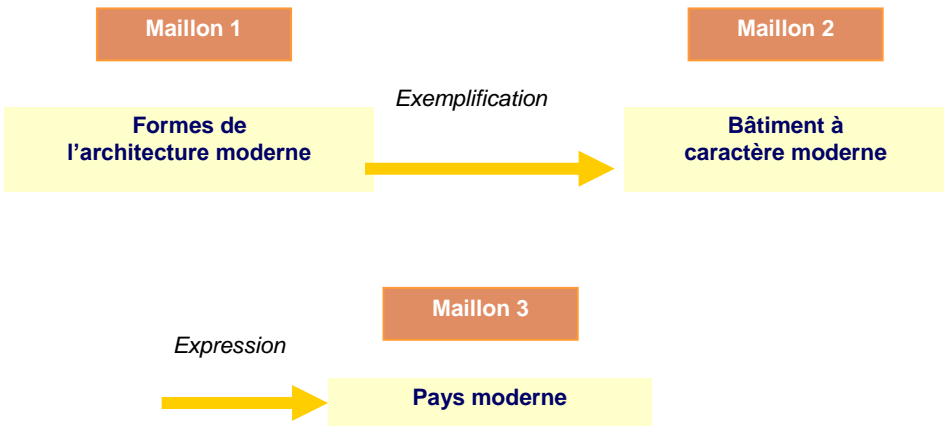 Maillon 1
Maillon 2
Exemplification
Formes de
l’architecture moderne
Bâtiment à
caractère moderne
Maillon 3
Expression
Pays moderne